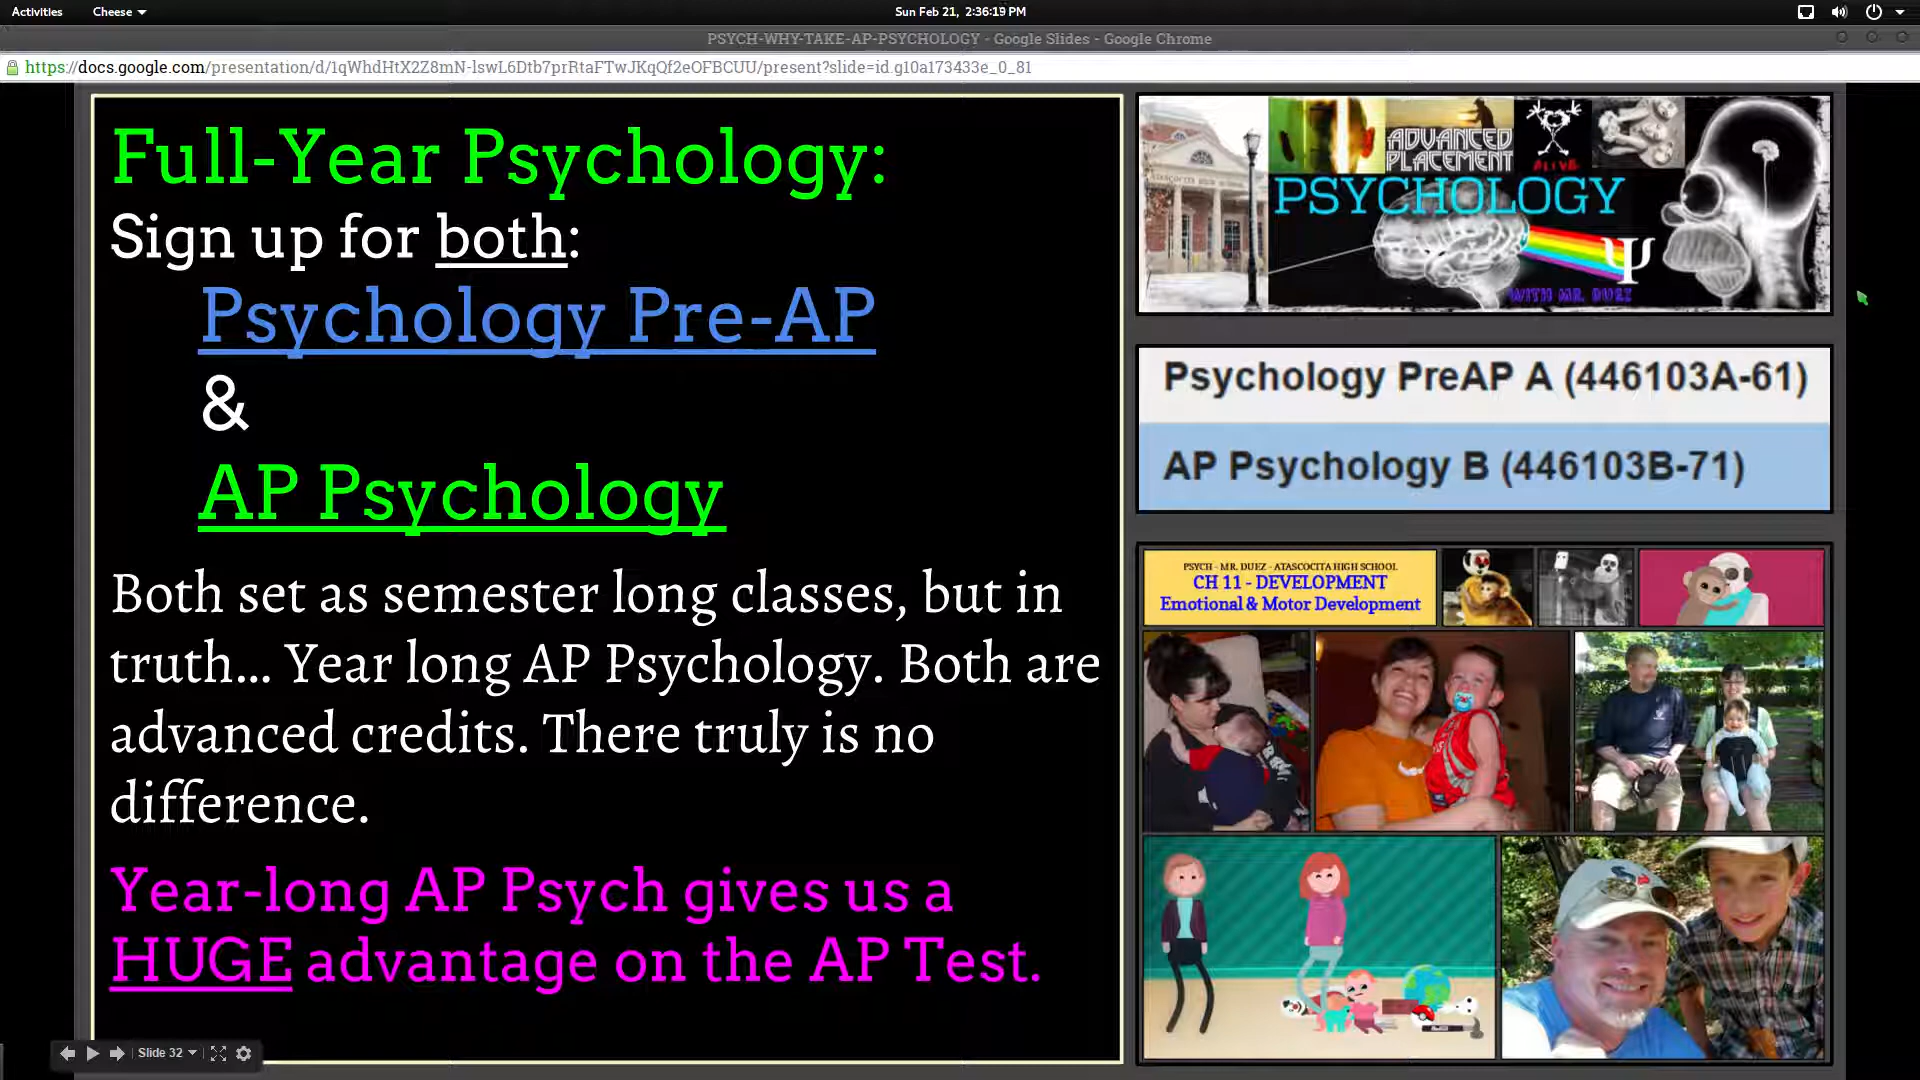 Activities
Cheese
Sun Feb 21, 2:36:19 PM
PSYCH-WHY-TAKE-AP-PSYCHOLOGY - Google Slides - Google Chrome
https://docs.google.com/presentation/d/1qWhdHtX2Z8mN-lswL6Dtb7prRtaFTwJKqQf2eOFBCUU/present?slide=id.g10a173433e_0_81
Full-Year Psychology:
Sign up for both:
Psychology Pre-AP
&
AP Psychology
Both set as semester long classes, but in
truth... Year long AP Psychology. Both are
advanced credits. There truly is no
difference.
Year-long AP Psych gives us a
HUGE advantage on the AP Test.
ADVANCED
PLACEMENT
ALIVE
ATASCOCITA HIGH SCHOOL
PSYCHOLOGY
Ψ
WITH MR. DUEZ
Psychology PreAP A (446103A-61)
AP Psychology B (446103B-71)
PSYCH - MR. DUEZ - ATASCOCITA HIGH SCHOOL
CH 11 - DEVELOPMENT
Emotional & Motor Development
Slide 32